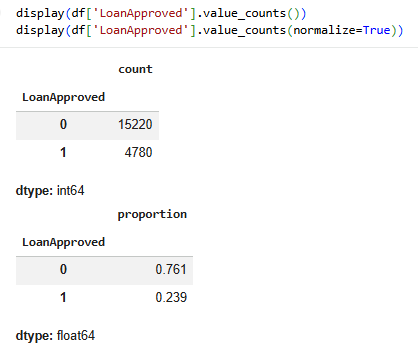 display(df['LoanApproved'].value_counts())
display(df['LoanApproved'].value_counts(normalize=True))
count
LoanApproved
0 15220
1 4780
dtype: int64
proportion
LoanApproved
0 0.761
1 0.239
dtype: float64